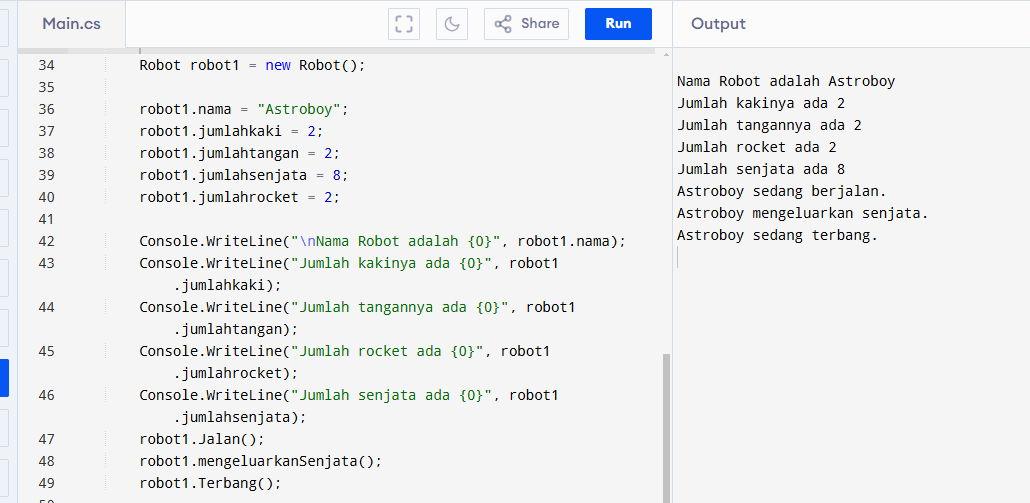 Main.cs
Share
Run
Output
34 Robot robot1 = new Robot();
35
36 robot1.nama = "Astroboy";
37 robot1.jumlahkaki = 2;
38 robot1.jumlahtangan = 2;
39 robot1.jumlahsenjata = 8;
40 robot1.jumlahrocket = 2;
41
42 Console.WriteLine("\nNama Robot adalah {0}", robot1.nama);
43 Console.WriteLine("Jumlah kakinya ada {0}", robot1
.jumlahkaki);
44 Console.WriteLine("Jumlah tangannya ada {0}", robot1
.jumlahtangan);
45 Console.WriteLine("Jumlah rocket ada {0}", robot1
.jumlahrocket);
46 Console.WriteLine("Jumlah senjata ada {0}", robot1
.jumlahsenjata);
47 robot1.Jalan();
48 robot1.mengeluarkanSenjata();
49 robot1.Terbang();
Nama Robot adalah Astroboy
Jumlah kakinya ada 2
Jumlah tangannya ada 2
Jumlah rocket ada 2
Jumlah senjata ada 8
Astroboy sedang berjalan.
Astroboy mengeluarkan senjata.
Astroboy sedang terbang.